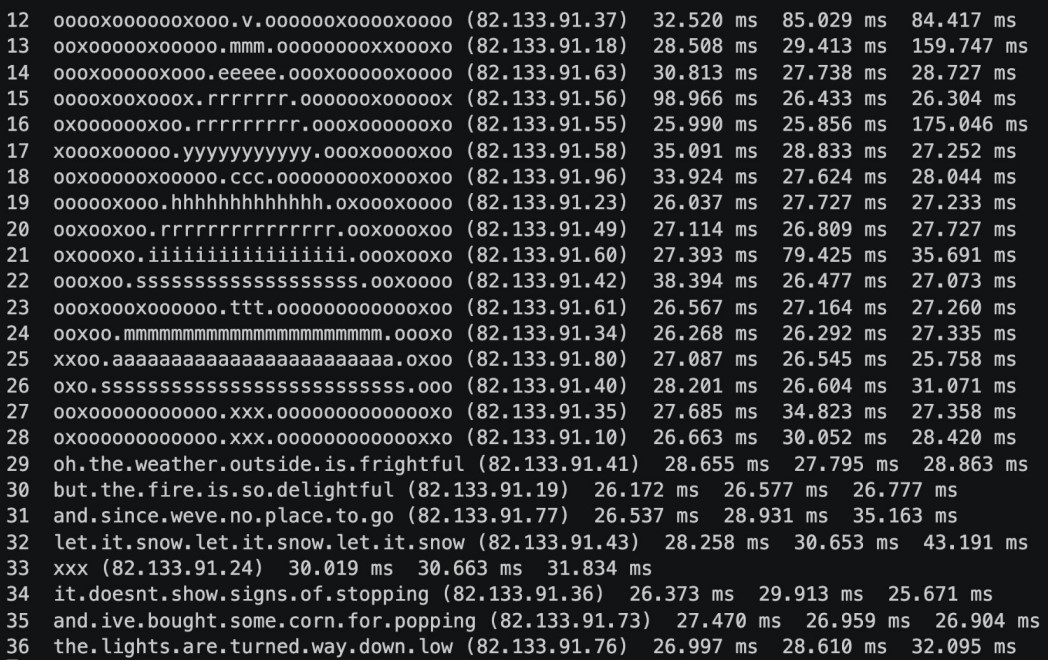 12 ooooxooooooxooo.v.ooooooxooooxoooo (82.133.91.37) 32.520 ms 85.029 ms 84.417 ms
13 ooxooooooxooooo.mmm.ooooooooxxoooxo (82.133.91.18) 28.508 ms 29.413 ms 159.747 ms
14 oooxoooooxooo.eeeee.oooxoooooxoooo (82.133.91.63) 30.813 ms 27.738 ms 28.727 ms
15 ooooxooxooox.rrrrrrr.ooooooxooooox (82.133.91.56) 98.966 ms 26.433 ms 26.304 ms
16 oxooooooxoo.rrrrrrrrr.oooxooooooxo (82.133.91.55) 25.990 ms 25.856 ms 175.046 ms
17 xoooxooooo.yyyyyyyyyyy.oooxooooxoo (82.133.91.58) 35.091 ms 28.833 ms 27.252 ms
18 ooxooooooxooooo.ccc.ooooooooxoooxoo (82.133.91.96) 33.924 ms 27.624 ms 28.044 ms
19 oooooxooo.hhhhhhhhhhhhh.oxoooxoooo (82.133.91.23) 26.037 ms 27.727 ms 27.233 ms
20 ooxooxoo.rrrrrrrrrrrrrrr.ooxoooxoo (82.133.91.49) 27.114 ms 26.809 ms 27.727 ms
21 oxoooxo.iiiiiiiiiiiiiiiii.oooxooxo (82.133.91.60) 27.393 ms 79.425 ms 35.691 ms
22 oooxoo.sssssssssssssssssss.ooxoooo (82.133.91.42) 38.394 ms 26.477 ms 27.073 ms
23 oooxoooxoooooo.ttt.ooooooooooooxoo (82.133.91.61) 26.567 ms 27.164 ms 27.260 ms
24 ooxoo.mmmmmmmmmmmmmmmmmmmmmm.oooxo (82.133.91.34) 26.268 ms 26.292 ms 27.335 ms
25 xxoo.aaaaaaaaaaaaaaaaaaaaaaaa.oxoo (82.133.91.80) 27.087 ms 26.545 ms 25.758 ms
26 oxo.ssssssssssssssssssssssssss.ooo (82.133.91.40) 28.201 ms 26.604 ms 31.071 ms
27 ooxooooooooooo.xxx.oooooooooooooxo (82.133.91.35) 27.685 ms 34.823 ms 27.358 ms
28 oxoooooooooooo.xxx.ooooooooooooxxo (82.133.91.10) 26.663 ms 30.052 ms 28.420 ms
29 oh.the.weather.outside.is.frightful (82.133.91.41) 28.655 ms 27.795 ms 28.863 ms
30 but.the.fire.is.so.delightful (82.133.91.19) 26.172 ms 26.577 ms 26.777 ms
31 and.since.weve.no.place.to.go (82.133.91.77) 26.537 ms 28.931 ms 35.163 ms
32 let.it.snow.let.it.snow.let.it.snow (82.133.91.43) 28.258 ms 30.653 ms 43.191 ms
33 xxx (82.133.91.24) 30.019 ms 30.663 ms 31.834 ms
34 it.doesnt.show.signs.of.stopping (82.133.91.36) 26.373 ms 29.913 ms 25.671 ms
35 and.ive.bought.some.corn.for.popping (82.133.91.73) 27.470 ms 26.959 ms 26.904 ms
36 the.lights.are.turned.way.down.low (82.133.91.76) 26.997 ms 28.610 ms 32.095 ms